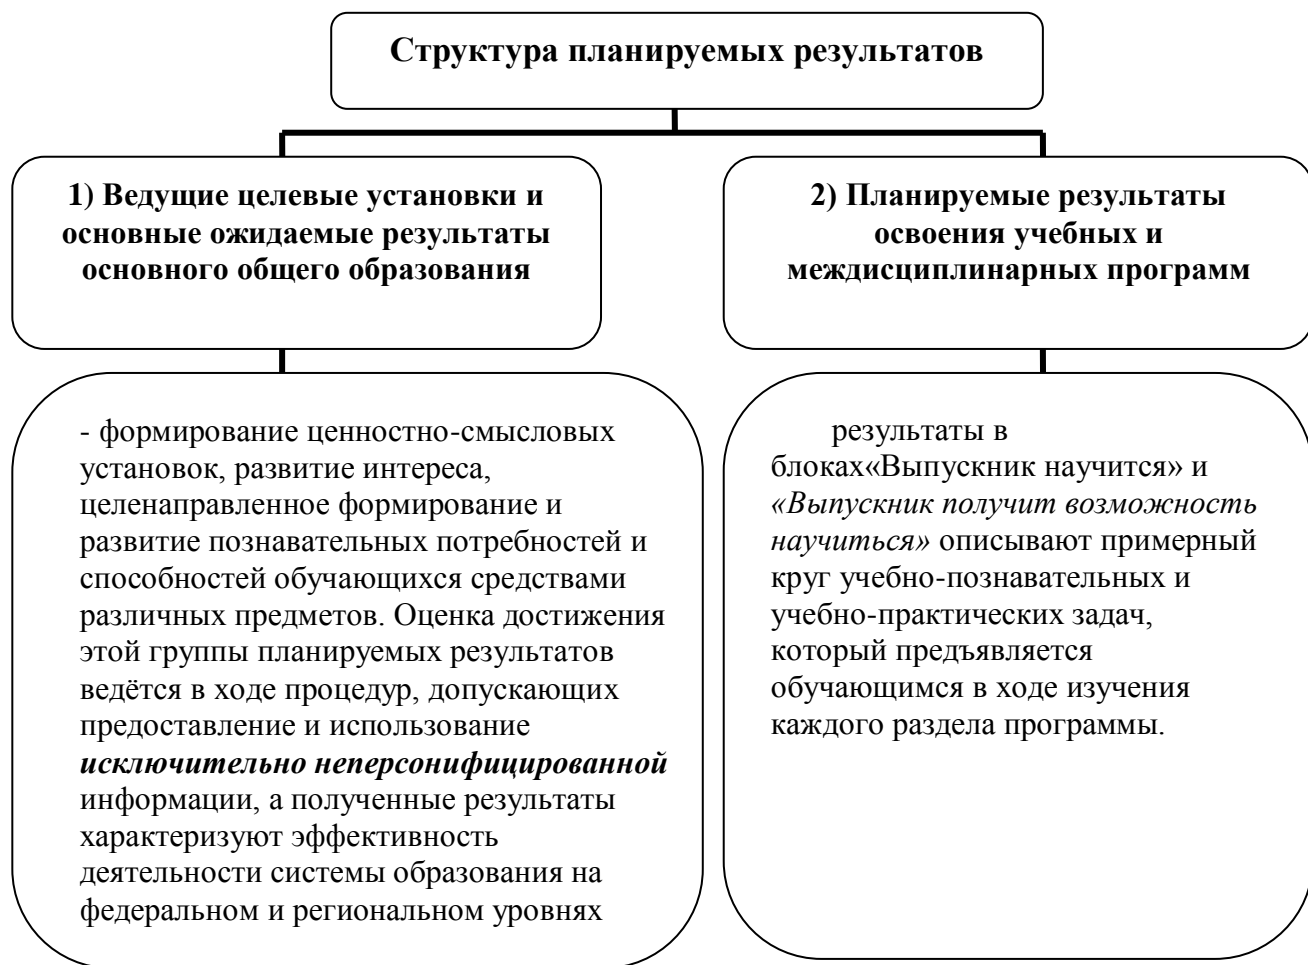 Структура планируемых результатов
1) Ведущие целевые установки и
основные ожидаемые результаты
основного общего образования
2) Планируемые результаты
освоения учебных и
междисциплинарных программ
- формирование ценностно-смысловых
установок, развитие интереса,
целенаправленное формирование и
развитие познавательных потребностей и
способностей обучающихся средствами
различных предметов. Оценка достижения
этой группы планируемых результатов
ведётся в ходе процедур, допускающих
предоставление и использование
исключительно неперсонифицированной
информации, а полученные результаты
характеризуют эффективность
деятельности системы образования на
федеральном и региональном уровнях
результаты в
блоках«Выпускник научится» и
«Выпускник получит возможность
научиться» описывают примерный
круг учебно-познавательных и
учебно-практических задач,
который предъявляется
обучающимся в ходе изучения
каждого раздела программы.